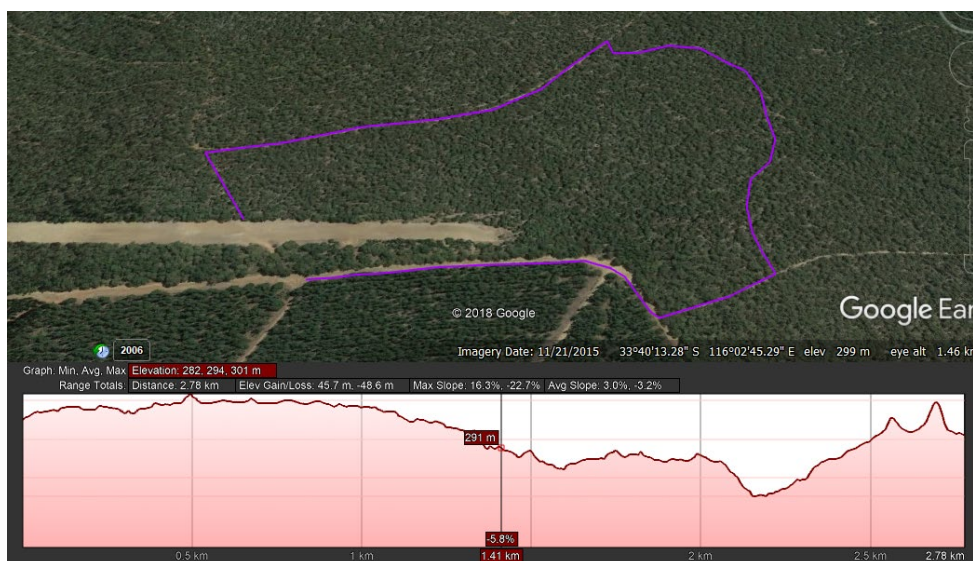 © 2018 Google
Google Ear
2006
Imagery Date: 11/21/2015 33°40'13.28" S 116°02'45.29" E elev 299 m eye alt 1.46 km
Graph: Min, Avg, Max Elevation: 282, 294, 301 m
Range Totals: Distance: 2.78 km Elev Gain/Loss: 45.7 m, -48.6 m Max Slope: 16.3%, -22.7% Avg Slope: 3.0%, -3.2%
291 m
-5.8%
0.5 km 1 km 1.41 km 2 km 2.5 km 2.78 km